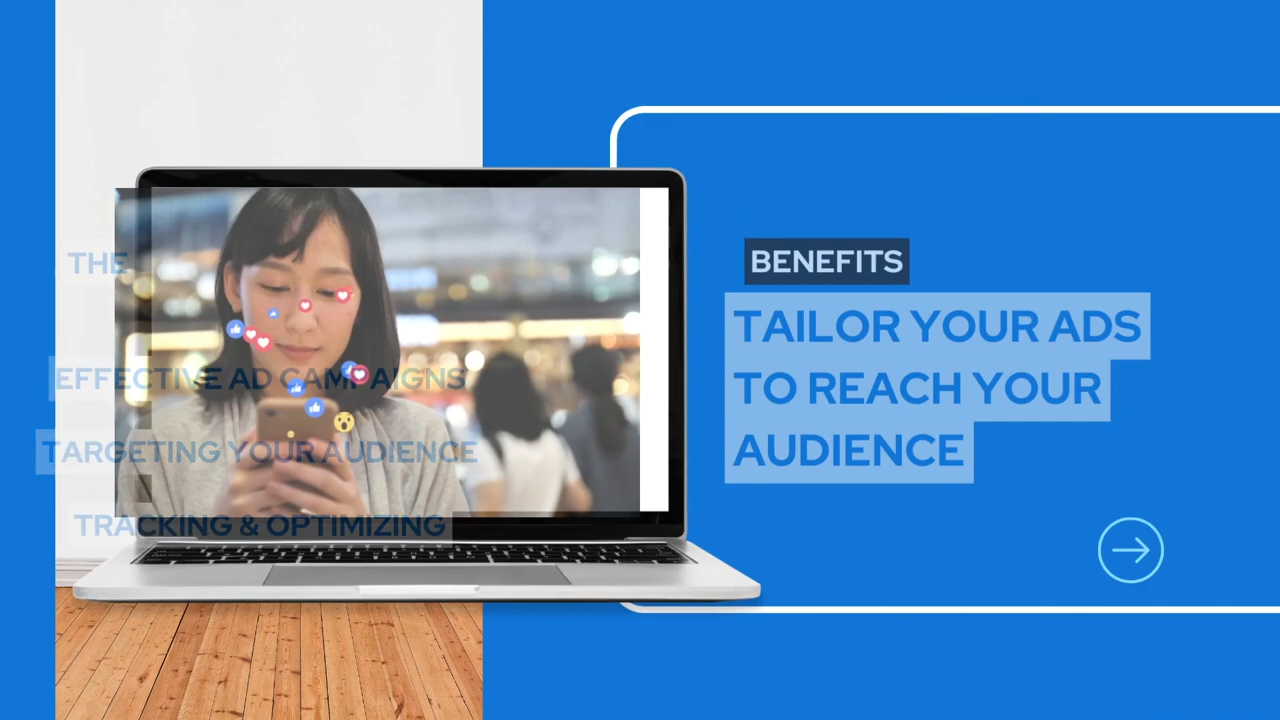 THE
EFFECTIVE AD CAMPAIGNS
TARGETING YOUR AUDIENCE
TRACKING & OPTIMIZING
BENEFITS
TAILOR YOUR ADS
TO REACH YOUR
AUDIENCE